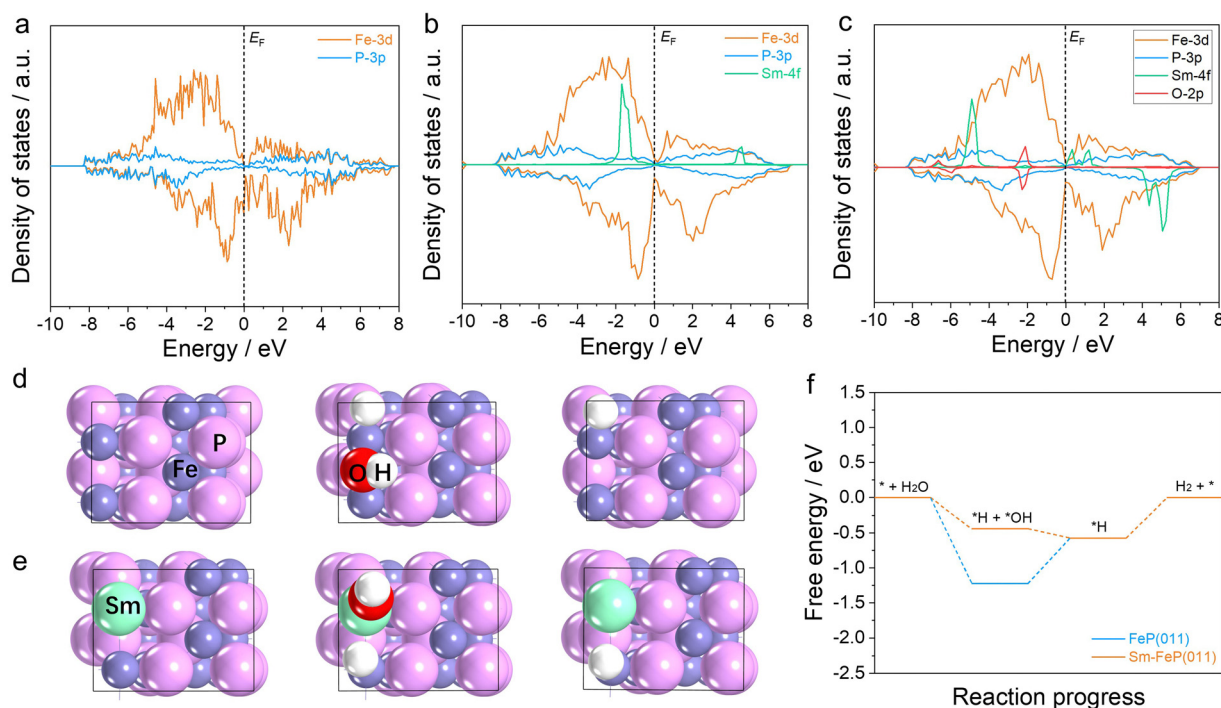 a
E_F
Fe-3d
P-3p
Density of states / a.u.
-10 -8 -6 -4 -2 0 2 4 6 8
Energy / eV
b
E_F
Fe-3d
P-3p
Sm-4f
Density of states / a.u.
-10 -8 -6 -4 -2 0 2 4 6 8
Energy / eV
c
E_F
Fe-3d
P-3p
Sm-4f
O-2p
Density of states / a.u.
-10 -8 -6 -4 -2 0 2 4 6 8
Energy / eV
d
P
Fe
O H
e
Sm
f
1.5
1.0
0.5
0.0
-0.5
-1.0
-1.5
-2.0
-2.5
Free energy / eV
* + H2O
*H + *OH
*H
H2 + *
FeP(011)
Sm-FeP(011)
Reaction progress